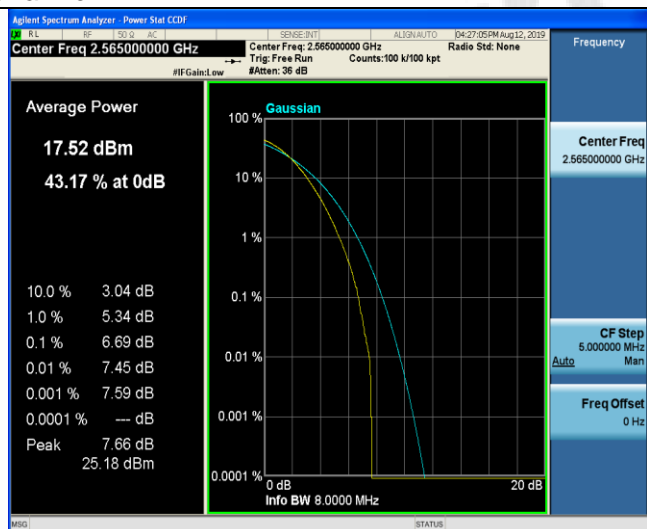 Agilent Spectrum Analyzer - Power Stat CCDF
RL RF 50 Ω AC SENSE:INT ALIGNAUTO 04:27:05PM Aug 12, 2019
Center Freq 2.565000000 GHz
Center Freq: 2.565000000 GHz Radio Std: None
Trig: Free Run Counts:100 k/100 kpt
#IFGain:Low #Atten: 36 dB
Frequency
Average Power
17.52 dBm
43.17 % at 0dB
10.0 % 3.04 dB
1.0 % 5.34 dB
0.1 % 6.69 dB
0.01 % 7.45 dB
0.001 % 7.59 dB
0.0001 % --- dB
Peak 7.66 dB
25.18 dBm
Gaussian
100 %
10 %
1 %
0.1 %
0.01 %
0.001 %
0.0001 %
0 dB 20 dB
Info BW 8.0000 MHz
Center Freq
2.565000000 GHz
CF Step
5.000000 MHz
Auto Man
Freq Offset
0 Hz
MSG STATUS